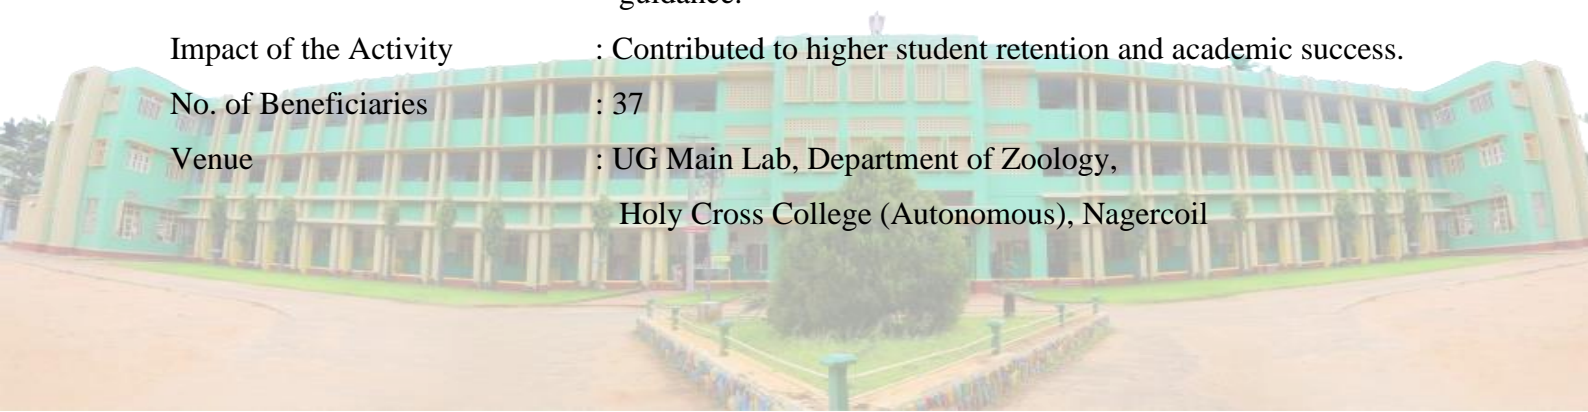 guidance.
Impact of the Activity : Contributed to higher student retention and academic success.
No. of Beneficiaries : 37
Venue : UG Main Lab, Department of Zoology,
Holy Cross College (Autonomous), Nagercoil